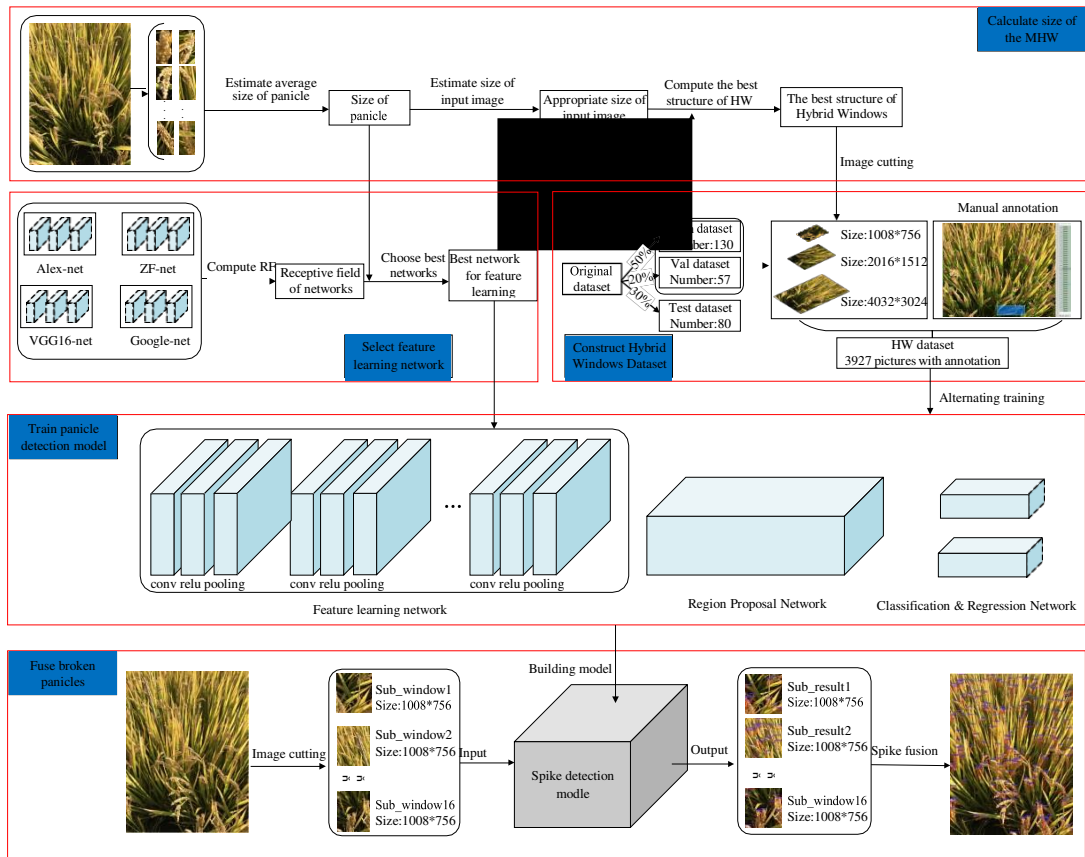 Calculate size of
the MHW
Estimate average
size of panicle
Size of
panicle
Estimate size of
input image
Appropriate size of
input image
Compute the best
structure of HW
The best structure of
Hybrid Windows
Image cutting
Alex-net
ZF-net
VGG16-net
Google-net
Compute RF
Receptive field
of networks
Choose best
networks
Best network
for feature
learning
Select feature
learning network
Original
dataset
50%
20%
30%
dataset
Number:130
Val dataset
Number:57
Test dataset
Number:80
Construct Hybrid
Windows Dataset
Manual annotation
Size:1008*756
Size:2016*1512
Size:4032*3024
HW dataset
3927 pictures with annotation
Alternating training
Train panicle
detection model
...
conv relu pooling
conv relu pooling
conv relu pooling
Feature learning network
Region Proposal Network
Classification & Regression Network
Fuse broken
panicles
Image cutting
Sub_window1
Size:1008*756
Sub_window2
Size:1008*756
Sub_window16
Size:1008*756
Input
Building model
Spike detection
modle
Output
Sub_result1
Size:1008*756
Sub_result2
Size:1008*756
Sub_window16
Size:1008*756
Spike fusion